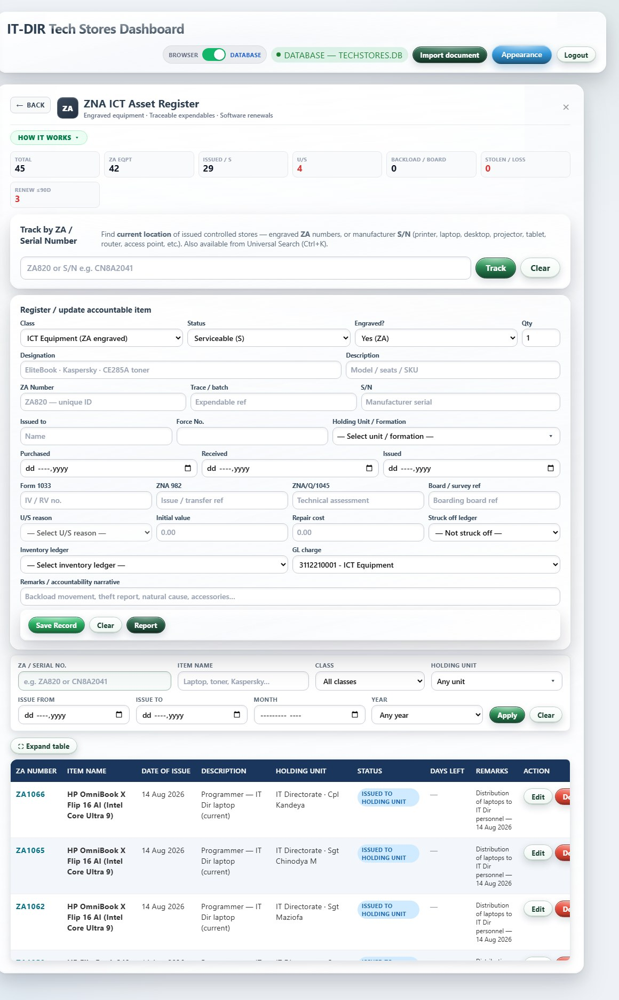 IT-DIR Tech Stores Dashboard
BROWSER DATABASE DATABASE — TECHSTORES.DB Import document Appearance Logout
← BACK ZA ZNA ICT Asset Register ×
Engraved equipment · Traceable expendables · Software renewals
HOW IT WORKS
TOTAL ZA EQPT ISSUED / S U/S BACKLOAD / BOARD STOLEN / LOSS
45 42 29 4 0 0
RENEW ≤90D
3
Track by ZA / Serial Number
Find current location of issued controlled stores — engraved ZA numbers, or manufacturer S/N (printer, laptop, desktop, projector, tablet,
router, access point, etc.). Also available from Universal Search (Ctrl+K).
ZA820 or S/N e.g. CN8A2041 Track Clear
Register / update accountable item
Class Status Engraved? Qty
ICT Equipment (ZA engraved) Serviceable (S) Yes (ZA) 1
Designation Description
EliteBook · Kaspersky · CE285A toner Model / seats / SKU
ZA Number Trace / batch S/N
ZA820 — unique ID Expendable ref Manufacturer serial
Issued to Force No. Holding Unit / Formation
Name — Select unit / formation —
Purchased Received Issued
dd ----,yyyy dd ----,yyyy dd ----,yyyy
Form 1033 ZNA 982 ZNA/Q/1045 Board / survey ref
IV / RV no. Issue / transfer ref Technical assessment Boarding board ref
U/S reason Initial value Repair cost Struck off ledger
— Select U/S reason — 0.00 0.00 — Not struck off —
Inventory ledger GL charge
— Select inventory ledger — 3112210001 - ICT Equipment
Remarks / accountability narrative
Backload movement, theft report, natural cause, accessories...
Save Record Clear Report
ZA / SERIAL NO. ITEM NAME CLASS HOLDING UNIT
e.g. ZA820 or CN8A2041 Laptop, toner, Kaspersky... All classes Any unit
ISSUE FROM ISSUE TO MONTH YEAR
dd ----,yyyy dd ----,yyyy --------- ---- Any year Apply Clear
Expand table
ZA NUMBER ITEM NAME DATE OF ISSUE DESCRIPTION HOLDING UNIT STATUS DAYS LEFT REMARKS ACTION
ZA1066 HP OmniBook X Flip 16 AI (Intel Core Ultra 9) 14 Aug 2026 Programmer — IT Dir laptop (current) IT Directorate · Cpl Kandeya ISSUED TO HOLDING UNIT — Distribution of laptops to IT Dir personnel — 14 Aug 2026 Edit De
ZA1065 HP OmniBook X Flip 16 AI (Intel Core Ultra 9) 14 Aug 2026 Programmer — IT Dir laptop (current) IT Directorate · Sgt Chinodya M ISSUED TO HOLDING UNIT — Distribution of laptops to IT Dir personnel — 14 Aug 2026 Edit De
ZA1062 HP OmniBook X Flip 16 AI (Intel Core Ultra 9) 14 Aug 2026 Programmer — IT Dir laptop (current) IT Directorate · Sgt Maziofa ISSUED TO HOLDING UNIT — Distribution of laptops to IT Dir personnel — 14 Aug 2026 Edit De